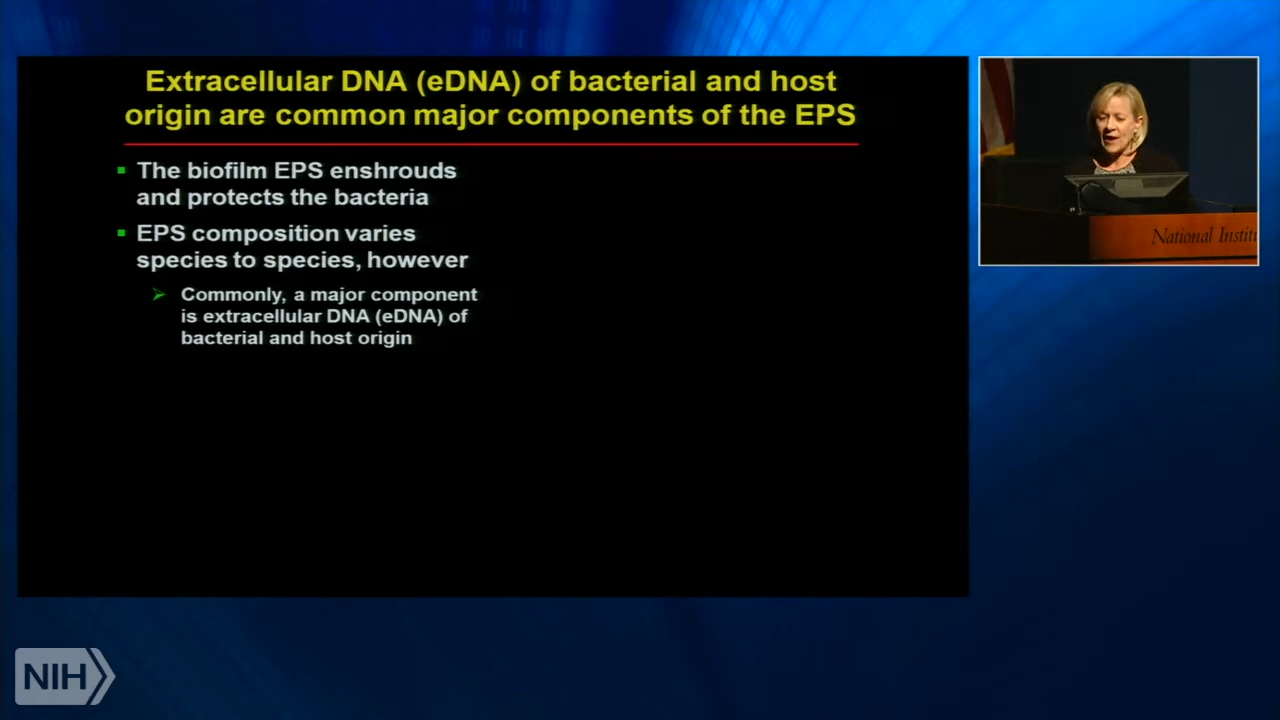 Extracellular DNA (eDNA) of bacterial and host
origin are common major components of the EPS
The biofilm EPS enshrouds
and protects the bacteria
EPS composition varies
species to species, however
Commonly, a major component
is extracellular DNA (eDNA) of
bacterial and host origin
National
NIH